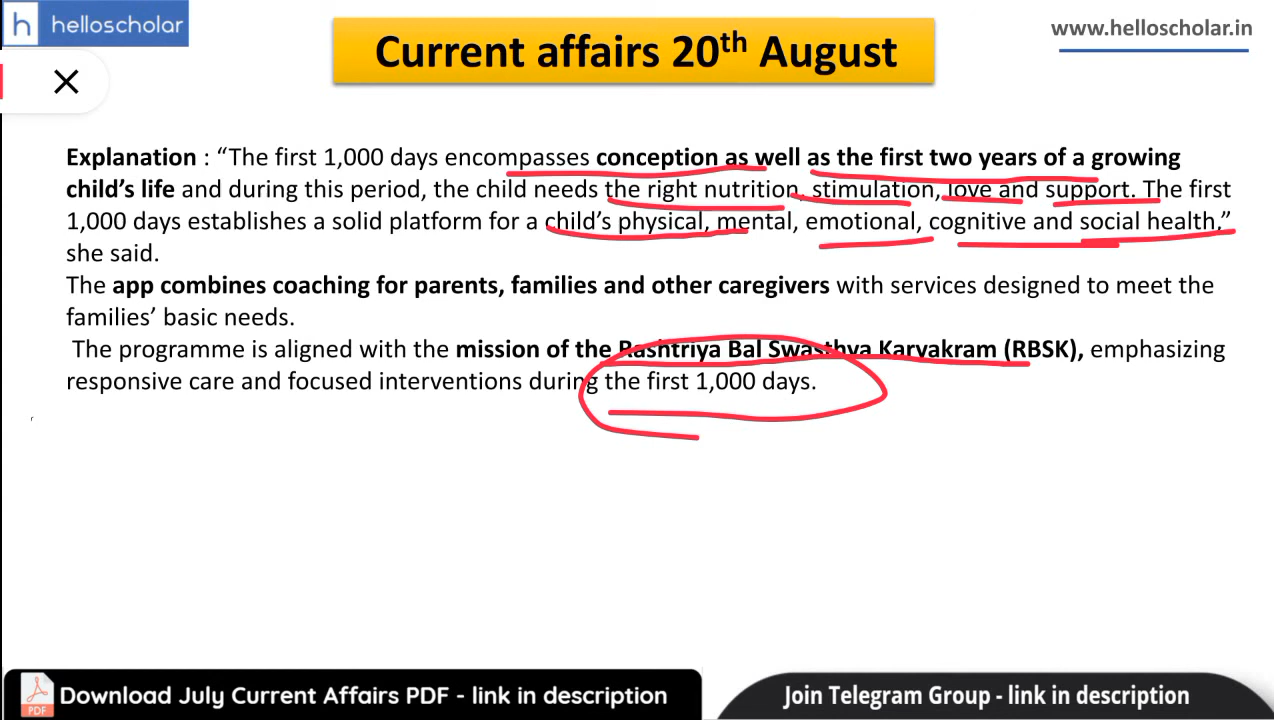 helloscholar
www.helloscholar.in
Current affairs 20th August
Explanation : “The first 1,000 days encompasses conception as well as the first two years of a growing
child’s life and during this period, the child needs the right nutrition, stimulation, love and support. The first
1,000 days establishes a solid platform for a child’s physical, mental, emotional, cognitive and social health,”
she said.
The app combines coaching for parents, families and other caregivers with services designed to meet the
families’ basic needs.
The programme is aligned with the mission of the Rashtriya Bal Swasthya Karyakram (RBSK), emphasizing
responsive care and focused interventions during the first 1,000 days.
PDF
Download July Current Affairs PDF - link in description
Join Telegram Group - link in description